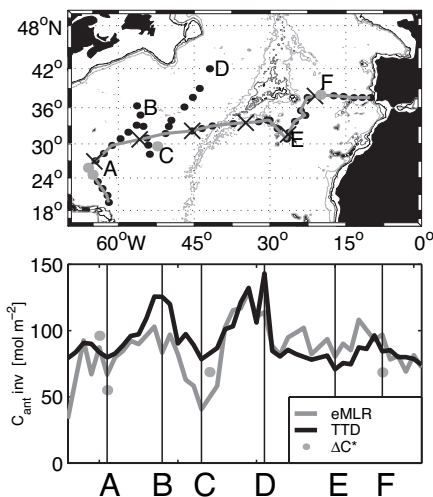 48°N
42°
36°
30°
24°
18°
A
B
C
D
E
F
60°W
45°
30°
15°
0°
150
100
50
0
C_ant inv [mol m⁻²]
eMLR
TTD
ΔC*
A B C D E F